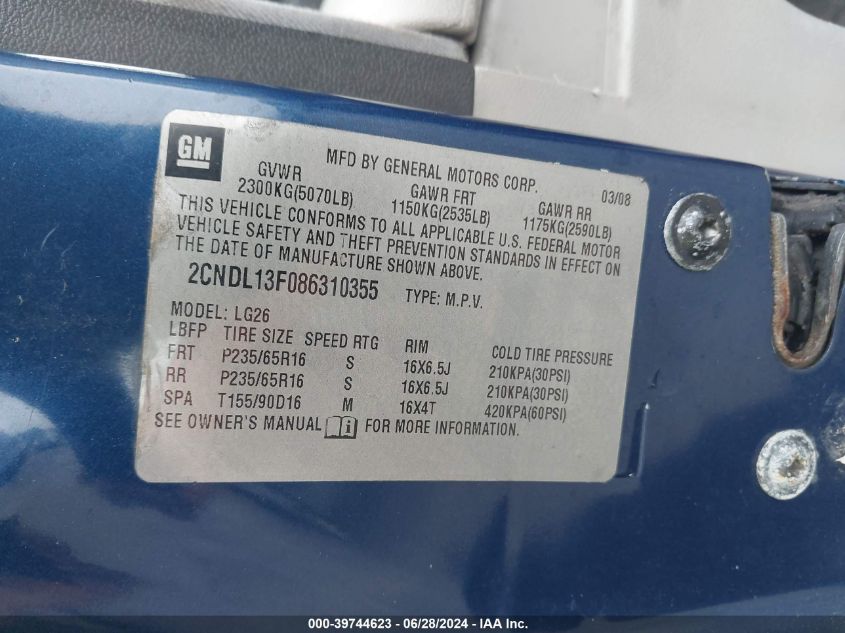 GM
MFD BY GENERAL MOTORS CORP. 03/08
GVWR GAWR FRT GAWR RR
2300KG(5070LB) 1150KG(2535LB) 1175KG(2590LB)
THIS VEHICLE CONFORMS TO ALL APPLICABLE U.S. FEDERAL MOTOR
VEHICLE SAFETY AND THEFT PREVENTION STANDARDS IN EFFECT ON
THE DATE OF MANUFACTURE SHOWN ABOVE.
2CNDL13F086310355 TYPE: M.P.V.
MODEL: LG26
LBFP TIRE SIZE SPEED RTG RIM COLD TIRE PRESSURE
FRT P235/65R16 S 16X6.5J 210KPA(30PSI)
RR P235/65R16 S 16X6.5J 210KPA(30PSI)
SPA T155/90D16 M 16X4T 420KPA(60PSI)
SEE OWNER'S MANUAL FOR MORE INFORMATION.
000-39744623 - 06/28/2024 - IAAI.COM